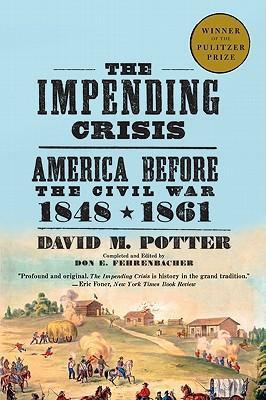 WINNER
OF THE
PULITZER
PRIZE
THE
IMPENDING
CRISIS
AMERICA BEFORE
THE CIVIL WAR
1848 ★ 1861
DAVID M. POTTER
Completed and Edited by
DON E. FEHRENBACHER
"Profound and original. The Impending Crisis is history in the grand tradition."
—Eric Foner, New York Times Book Review